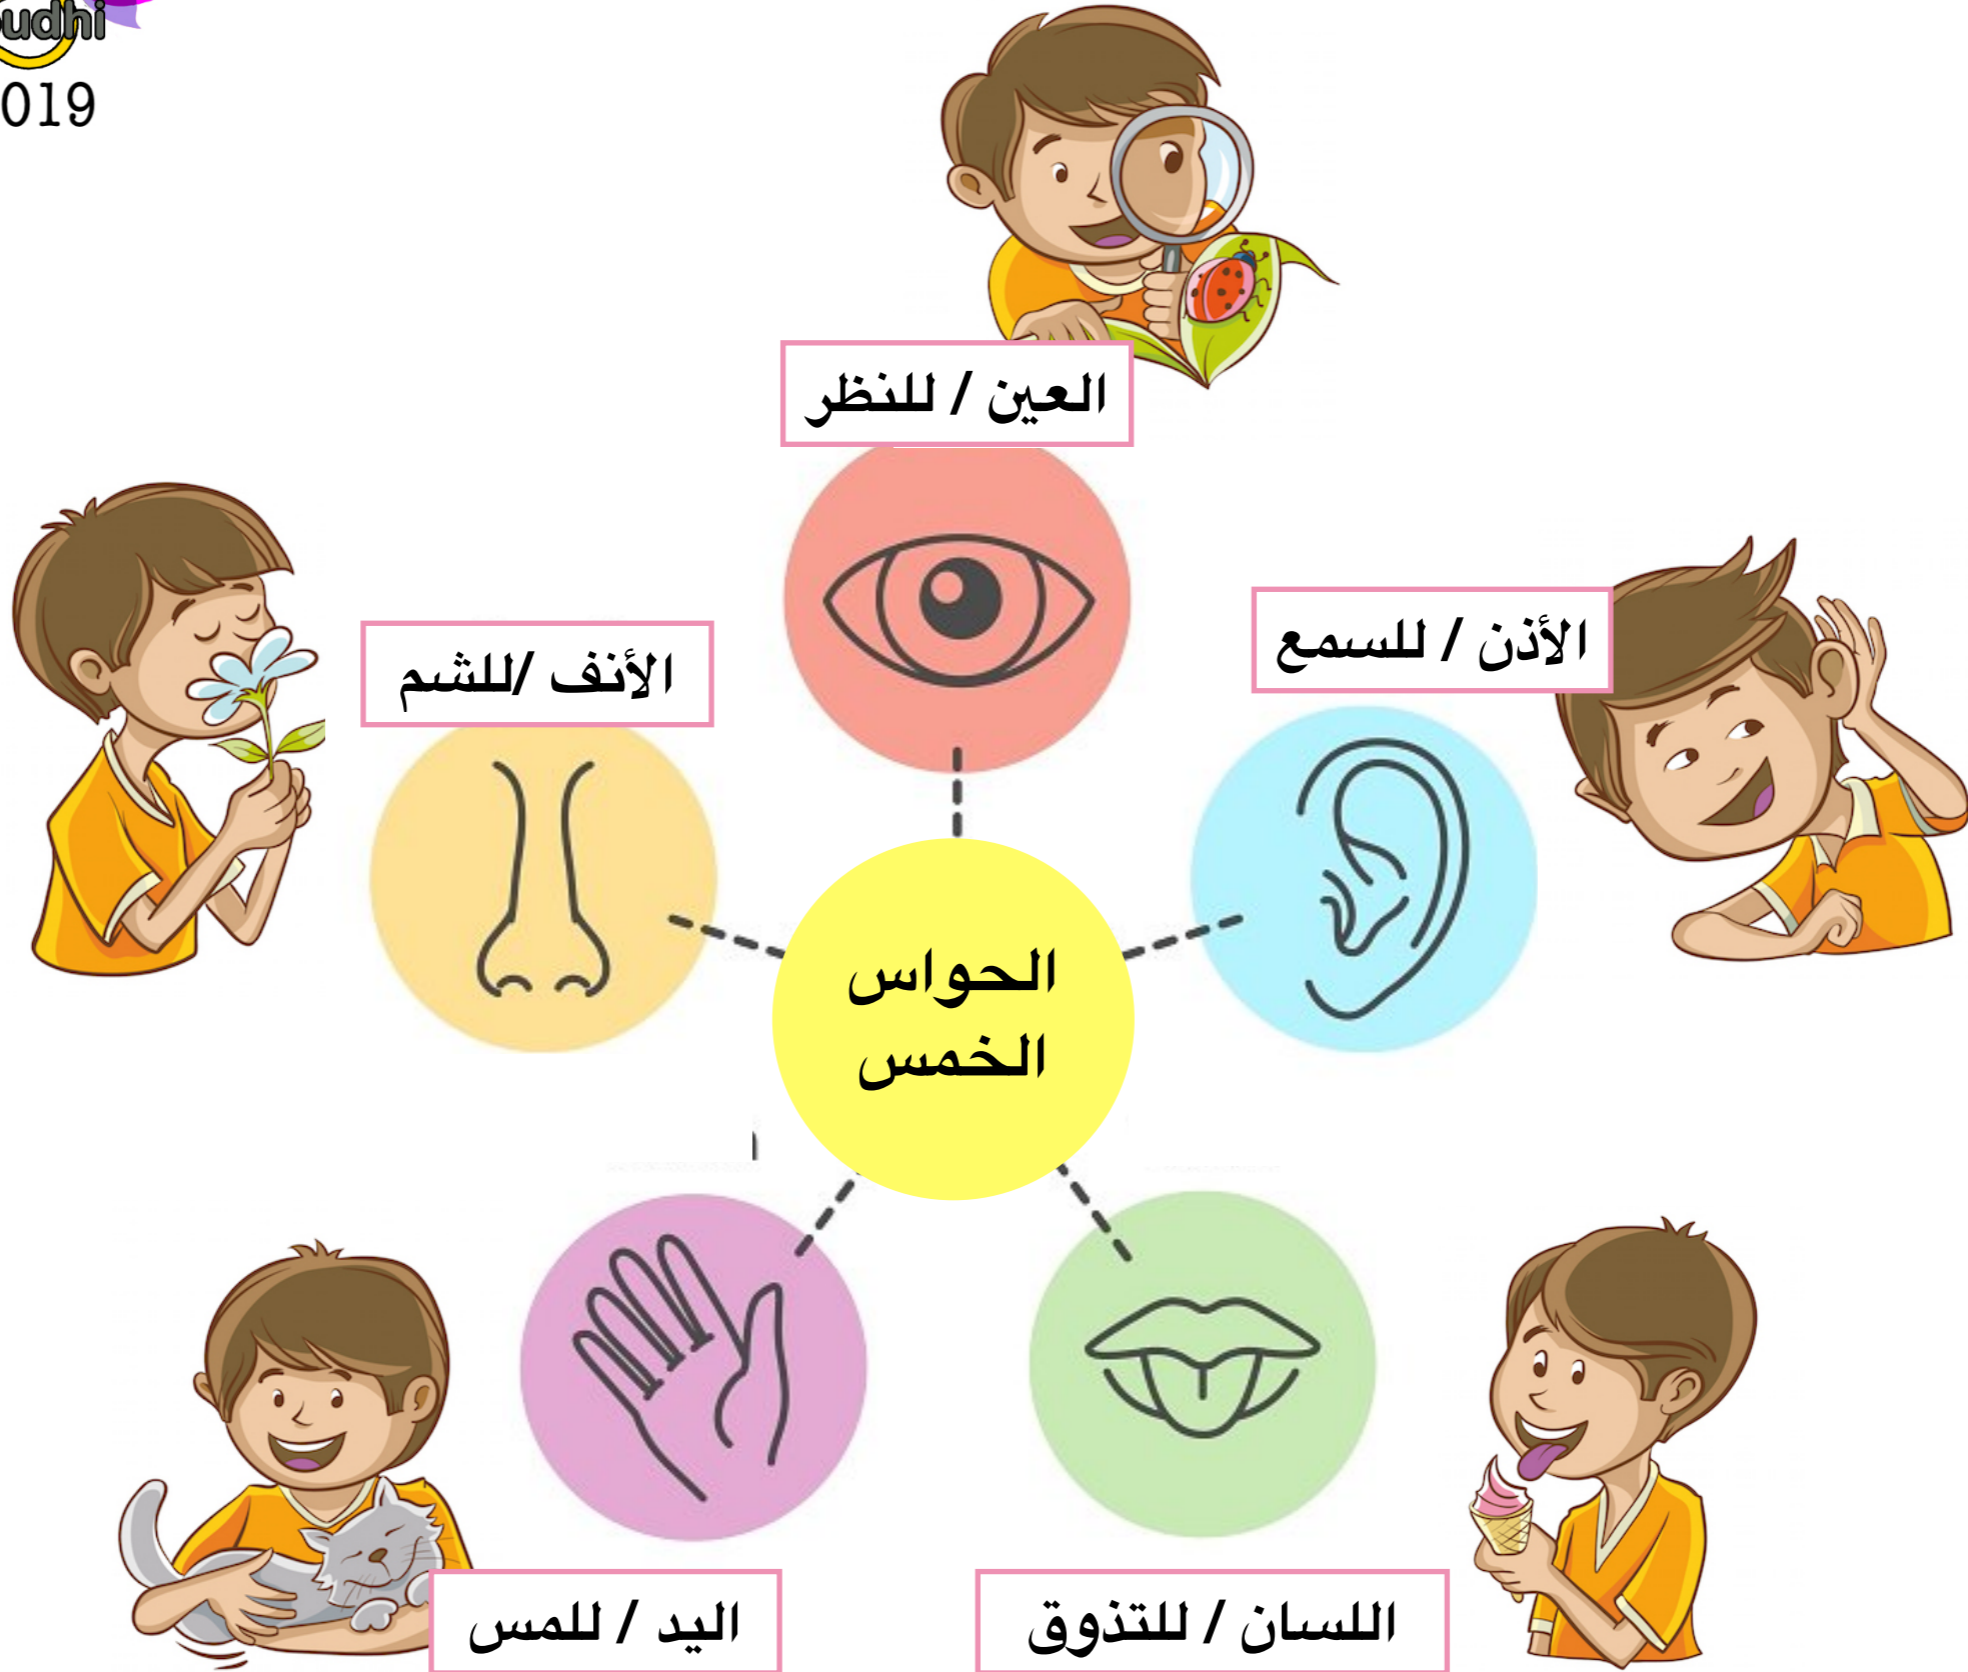 udhi
019
العين / للنظر
الأذن / للسمع
الأنف /للشم
الحواس
الخمس
اليد / للمس
اللسان / للتذوق